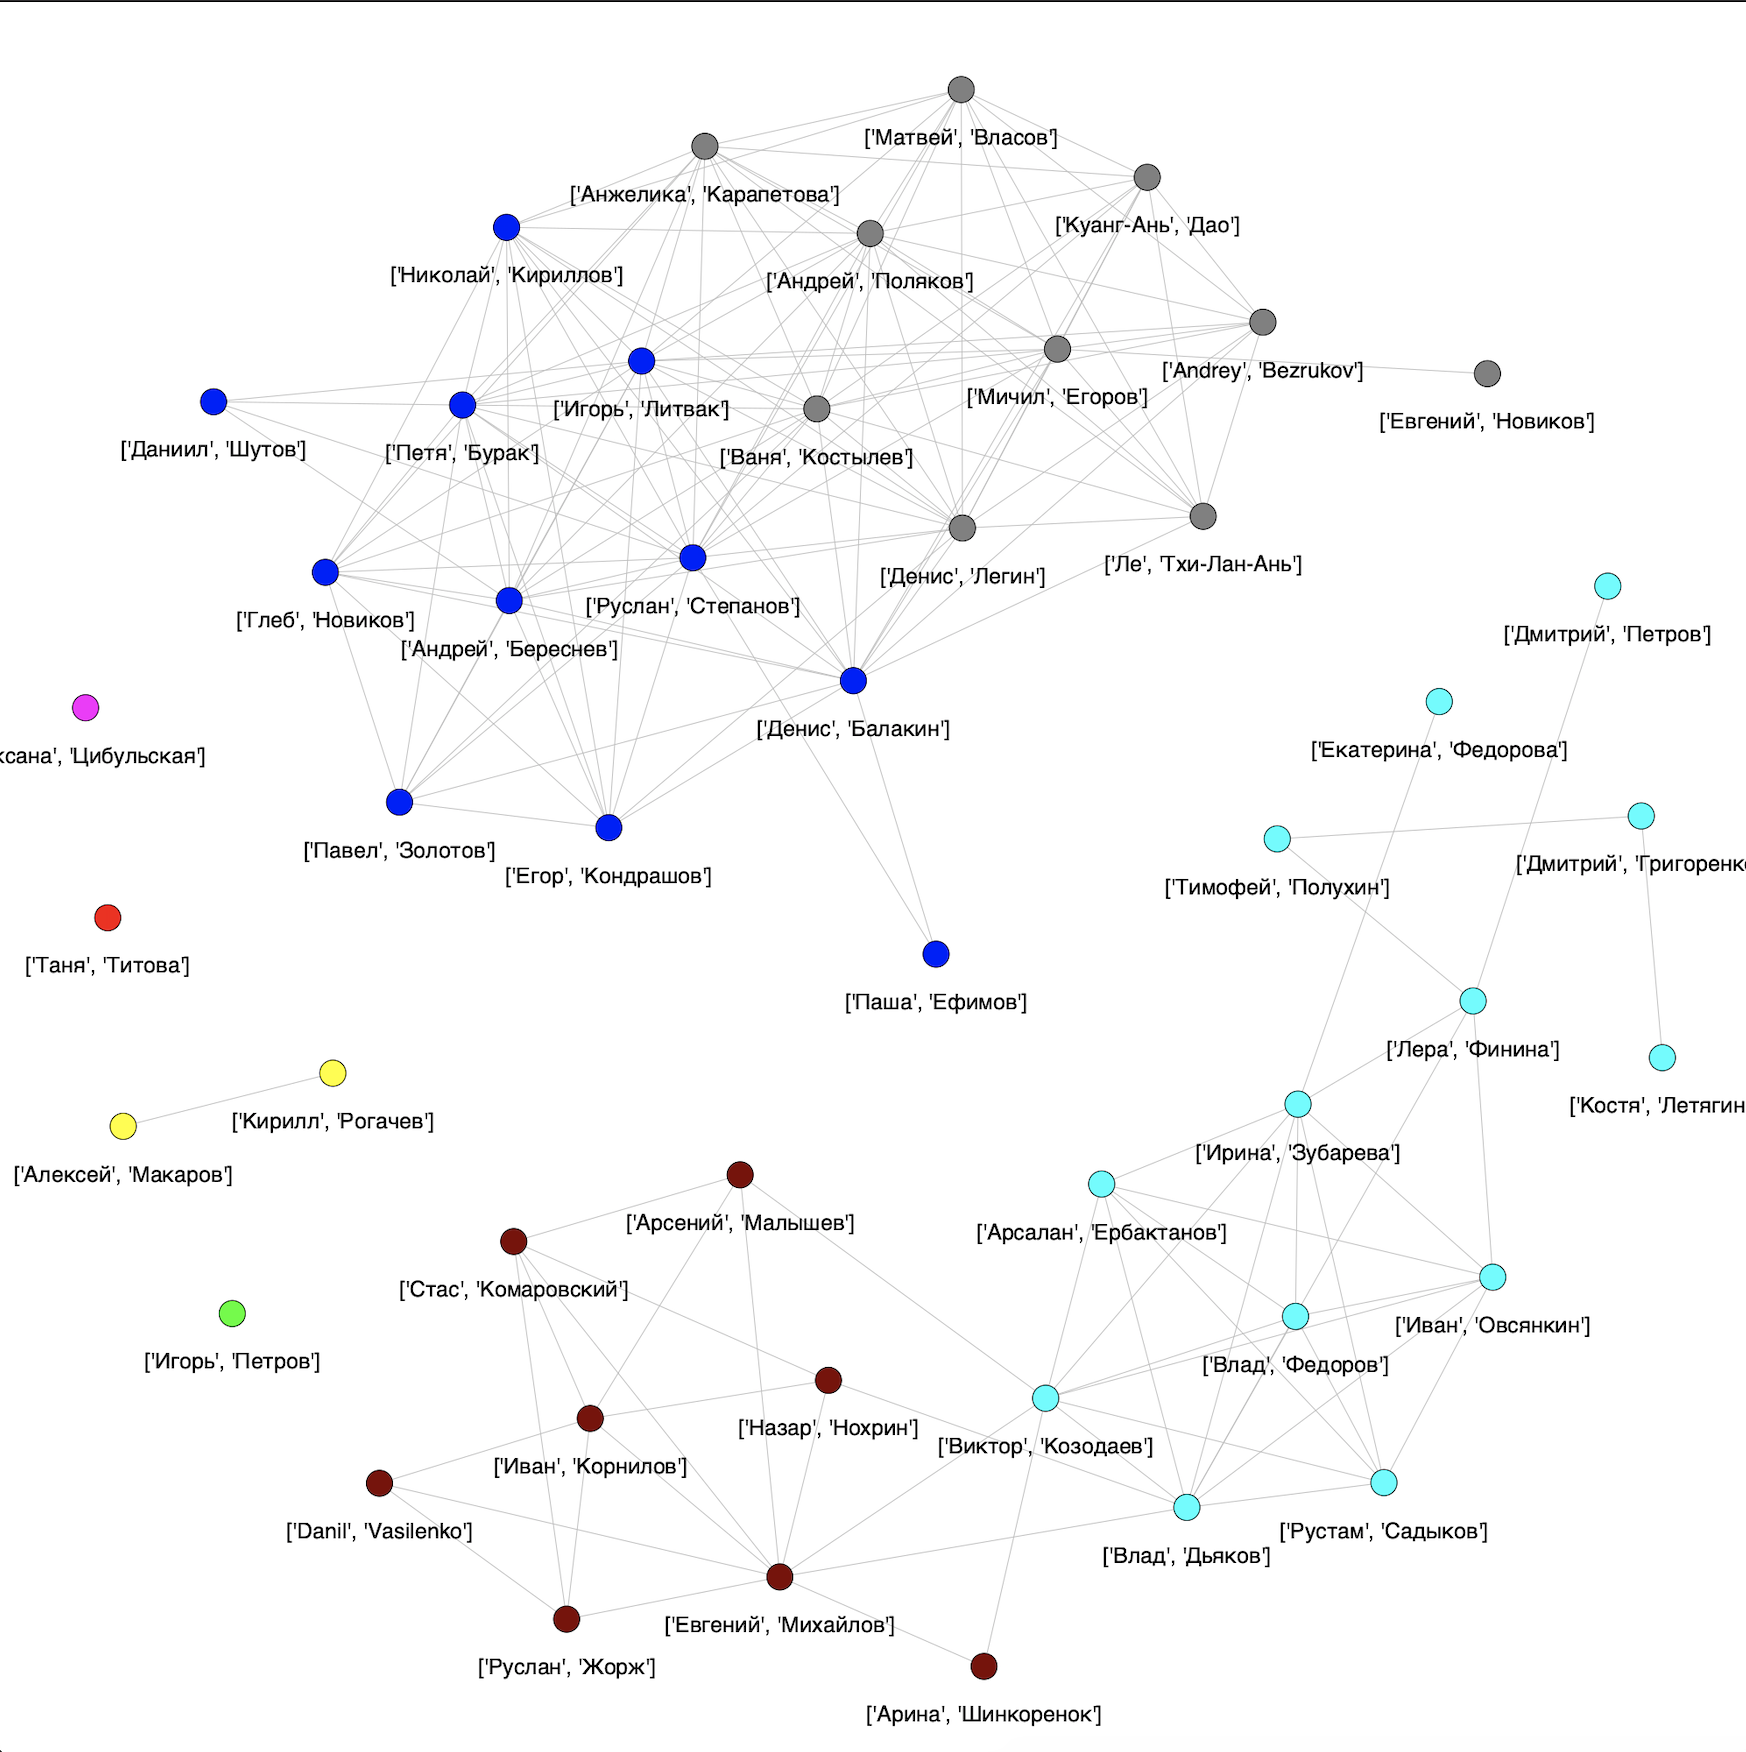 ['Матвей', 'Власов']
['Анжелика', 'Карапетова']
['Куанг-Ань', 'Дао']
['Николай', 'Кириллов']
['Андрей', 'Поляков']
['Andrey', 'Bezrukov']
['Мичил', 'Егоров']
['Игорь', 'Литвак']
['Евгений', 'Новиков']
['Даниил', 'Шутов']
['Петя', 'Бурак']
['Ваня', 'Костылев']
['Ле', 'Тхи-Лан-Ань']
['Денис', 'Легин']
['Руслан', 'Степанов']
['Глеб', 'Новиков']
['Дмитрий', 'Петров']
['Андрей', 'Береснев']
['Денис', 'Балакин']
['Екатерина', 'Федорова']
ксана', 'Цибульская']
['Павел', 'Золотов']
['Дмитрий', 'Григоренко
['Егор', 'Кондрашов']
['Тимофей', 'Полухин']
['Таня', 'Титова']
['Паша', 'Ефимов']
['Лера', 'Финина']
['Костя', 'Летягин
['Кирилл', 'Рогачев']
['Ирина', 'Зубарева']
['Алексей', 'Макаров']
['Арсений', 'Малышев']
['Арсалан', 'Ербактанов']
['Стас', 'Комаровский']
['Иван', 'Овсянкин']
['Игорь', 'Петров']
['Влад', 'Федоров']
['Назар', 'Нохрин']
['Виктор', 'Козодаев']
['Иван', 'Корнилов']
['Danil', 'Vasilenko']
['Рустам', 'Садыков']
['Влад', 'Дьяков']
['Евгений', 'Михайлов']
['Руслан', 'Жорж']
['Арина', 'Шинкоренок']